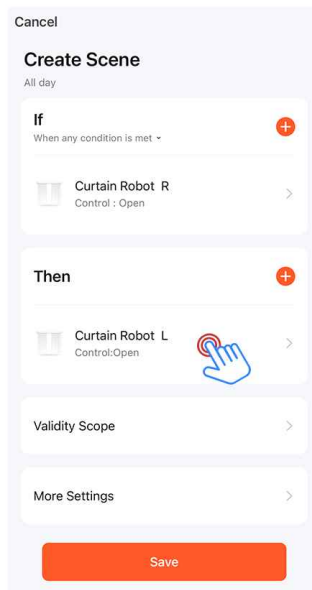 Cancel
Create Scene
All day
If
When any condition is met
Curtain Robot R
Control : Open
Then
Curtain Robot L
Control:Open
Validity Scope
More Settings
Save